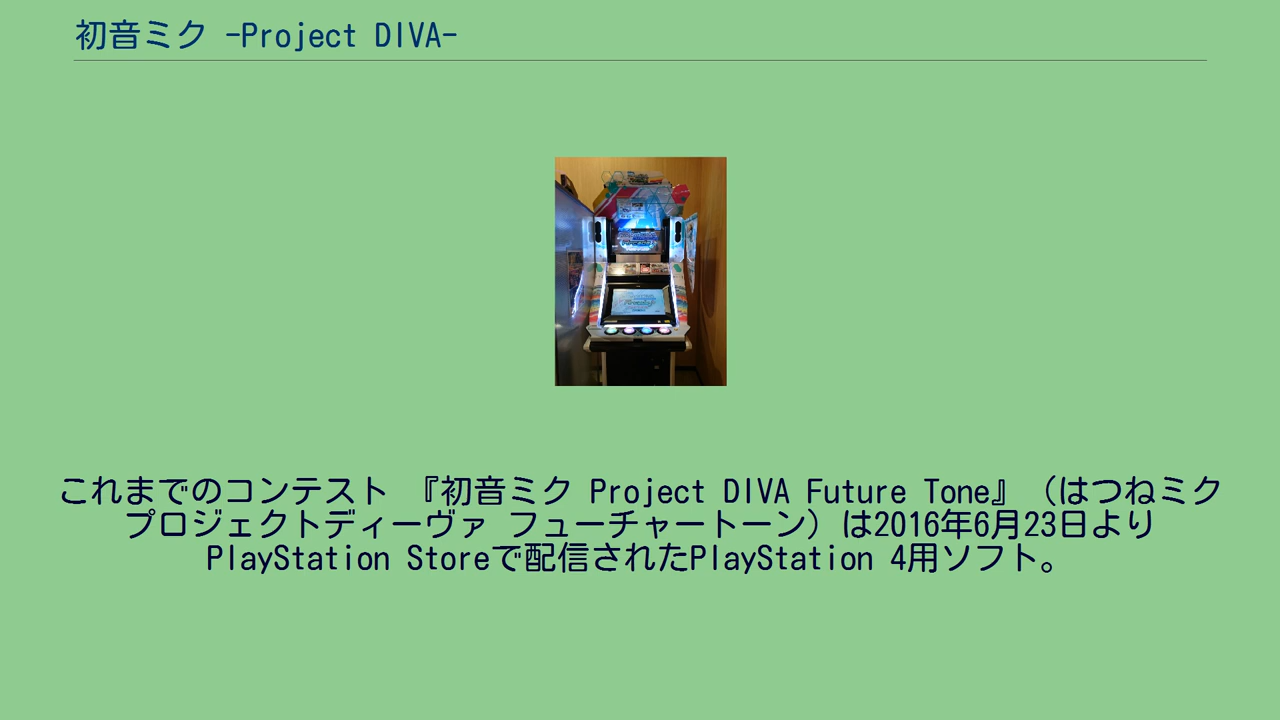 初音ミク -Project DIVA-
これまでのコンテスト 『初音ミク Project DIVA Future Tone』（はつねミク
プロジェクトディーヴァ フューチャートーン）は2016年6月23日より
PlayStation Storeで配信されたPlayStation 4用ソフト。